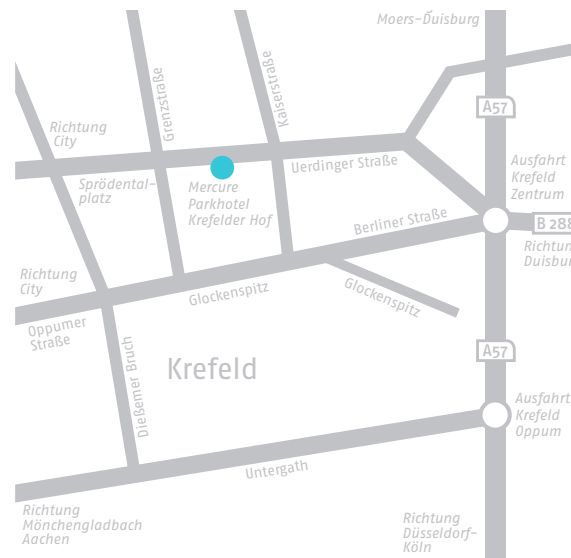 Moers-Duisburg
A57
Grenzstraße
Kaiserstraße
Richtung
City
Uerdinger Straße
Ausfahrt
Krefeld
Zentrum
Sprödental-
platz
Mercure
Parkhotel
Krefelder Hof
Berliner Straße
B 288
Richtun
Duisbu
Richtung
City
Glockenspitz
Glockenspitz
Oppumer
Straße
Dießemer Bruch
Krefeld
A57
Ausfahrt
Krefeld
Oppum
Untergath
Richtung
Mönchengladbach
Aachen
Richtung
Düsseldorf-
Köln